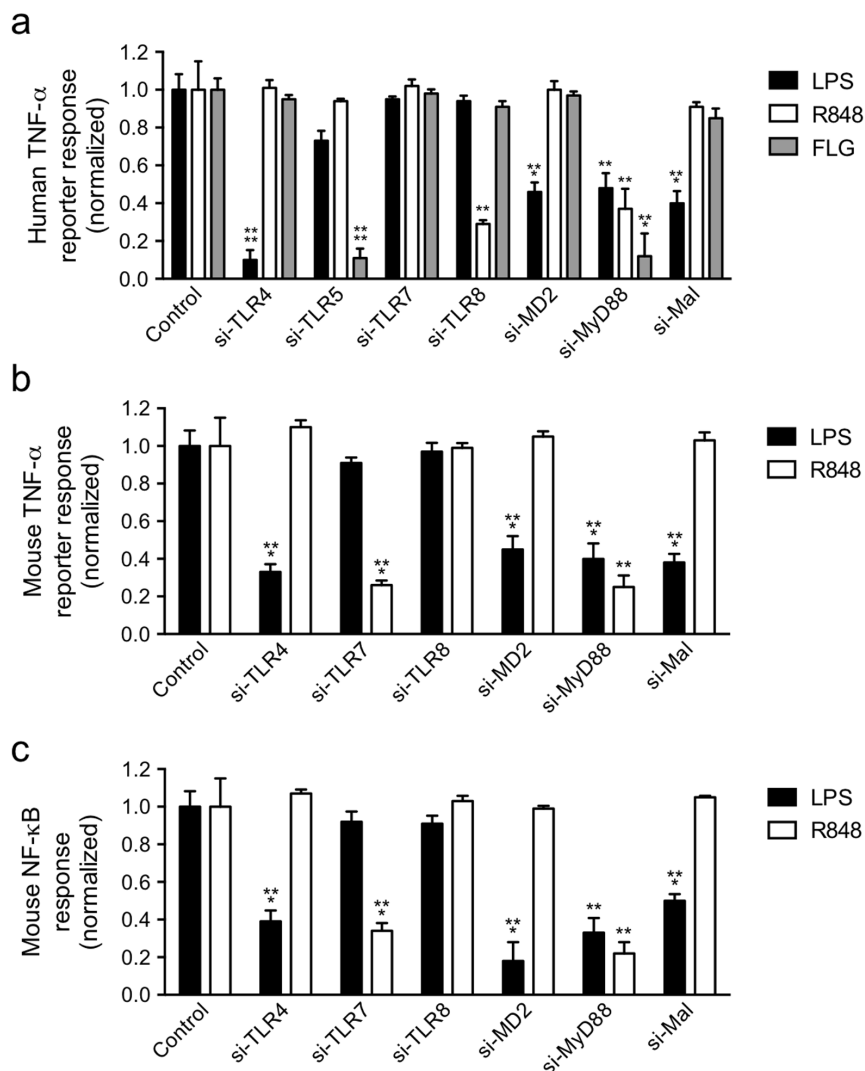 a
Human TNF-α
reporter response
(normalized)
1.2
1.0
0.8
0.6
0.4
0.2
0.0
** ** ** ** ** *** ** ** *** ***
Control si-TLR4 si-TLR5 si-TLR7 si-TLR8 si-MD2 si-MyD88 si-Mal
LPS
R848
FLG
b
Mouse TNF-α
reporter response
(normalized)
1.2
1.0
0.8
0.6
0.4
0.2
0.0
*** *** *** *** ** ***
Control si-TLR4 si-TLR7 si-TLR8 si-MD2 si-MyD88 si-Mal
LPS
R848
c
Mouse NF-κB
response
(normalized)
1.2
1.0
0.8
0.6
0.4
0.2
0.0
*** *** *** ** ** ***
Control si-TLR4 si-TLR7 si-TLR8 si-MD2 si-MyD88 si-Mal
LPS
R848